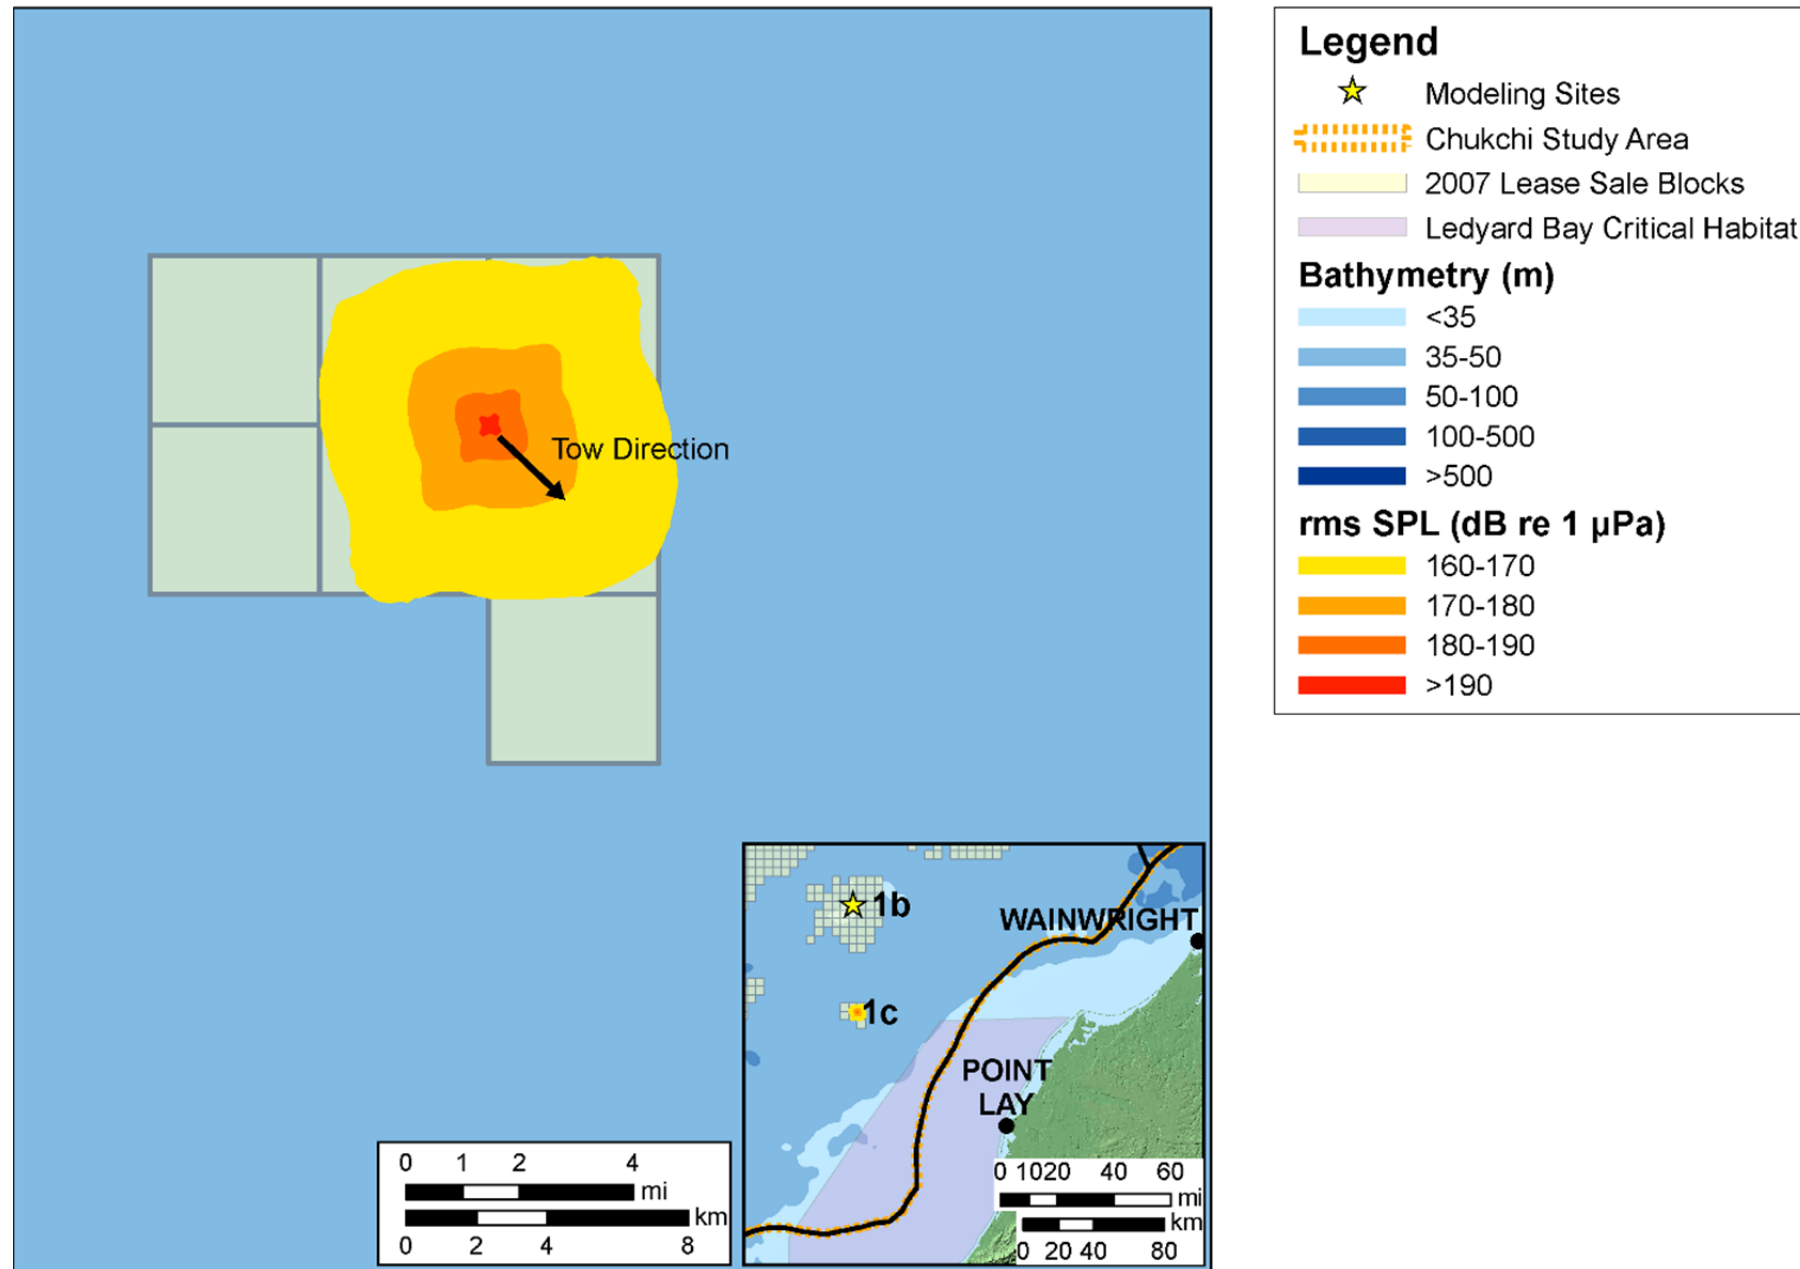 Tow Direction
0 1 2 4
mi
km
0 2 4 8
1b
WAINWRIGHT
1c
POINT
LAY
0 10 20 40 60
mi
km
0 20 40 80
Legend
Modeling Sites
Chukchi Study Area
2007 Lease Sale Blocks
Ledyard Bay Critical Habitat
Bathymetry (m)
<35
35-50
50-100
100-500
>500
rms SPL (dB re 1 µPa)
160-170
170-180
180-190
>190